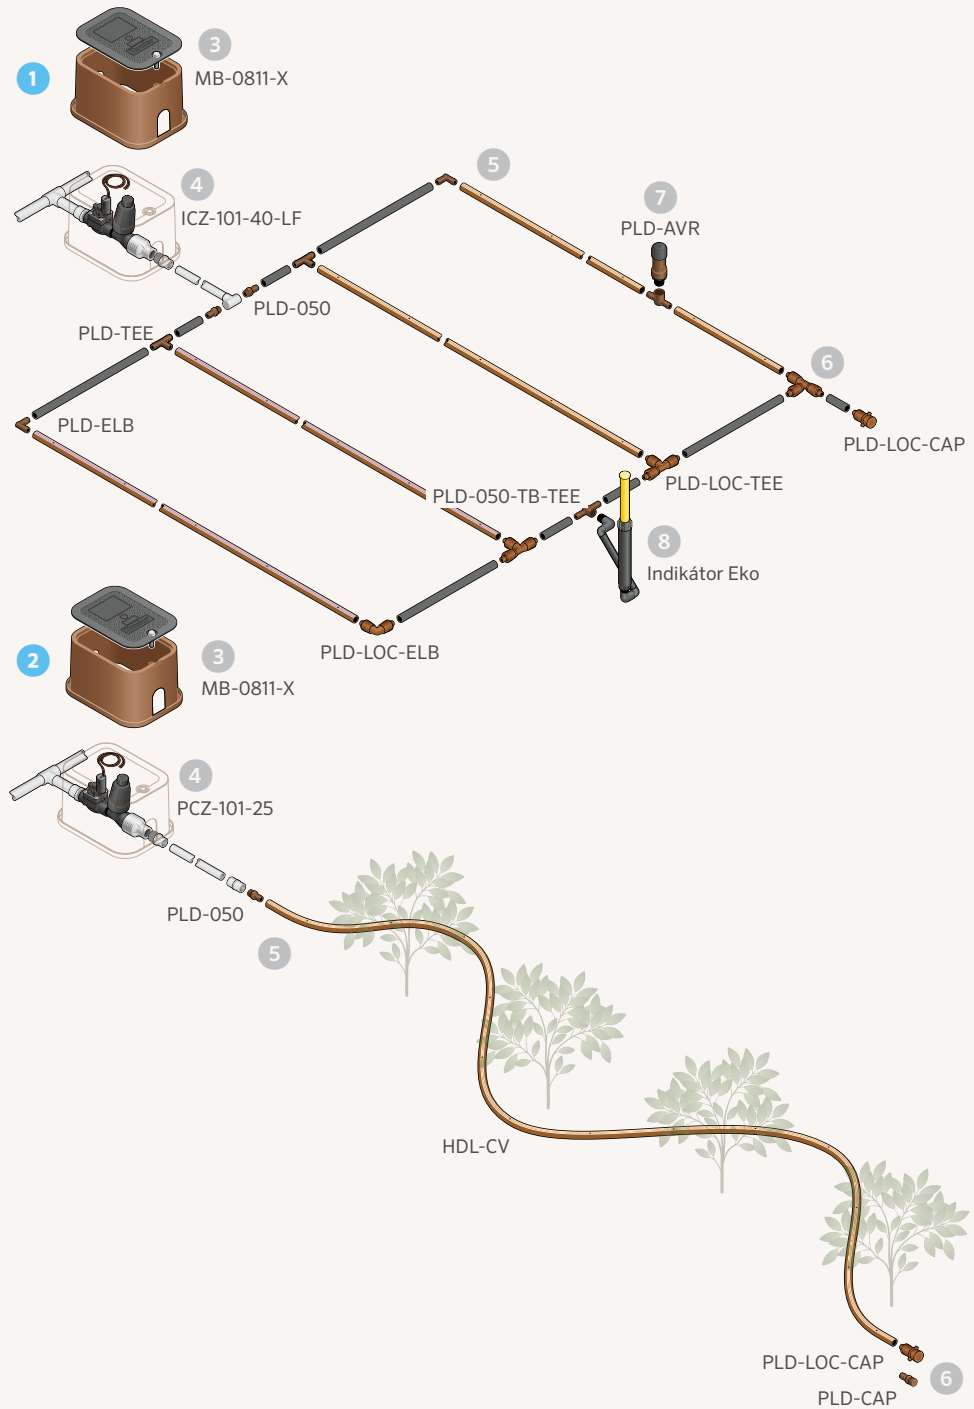 1
3
MB-0811-X
4
ICZ-101-40-LF
5
7
PLD-AVR
PLD-050
PLD-TEE
6
PLD-ELB
PLD-LOC-CAP
PLD-LOC-TEE
PLD-050-TB-TEE
8
Indikátor Eko
PLD-LOC-ELB
2
3
MB-0811-X
4
PCZ-101-25
PLD-050
5
HDL-CV
PLD-LOC-CAP
6
PLD-CAP